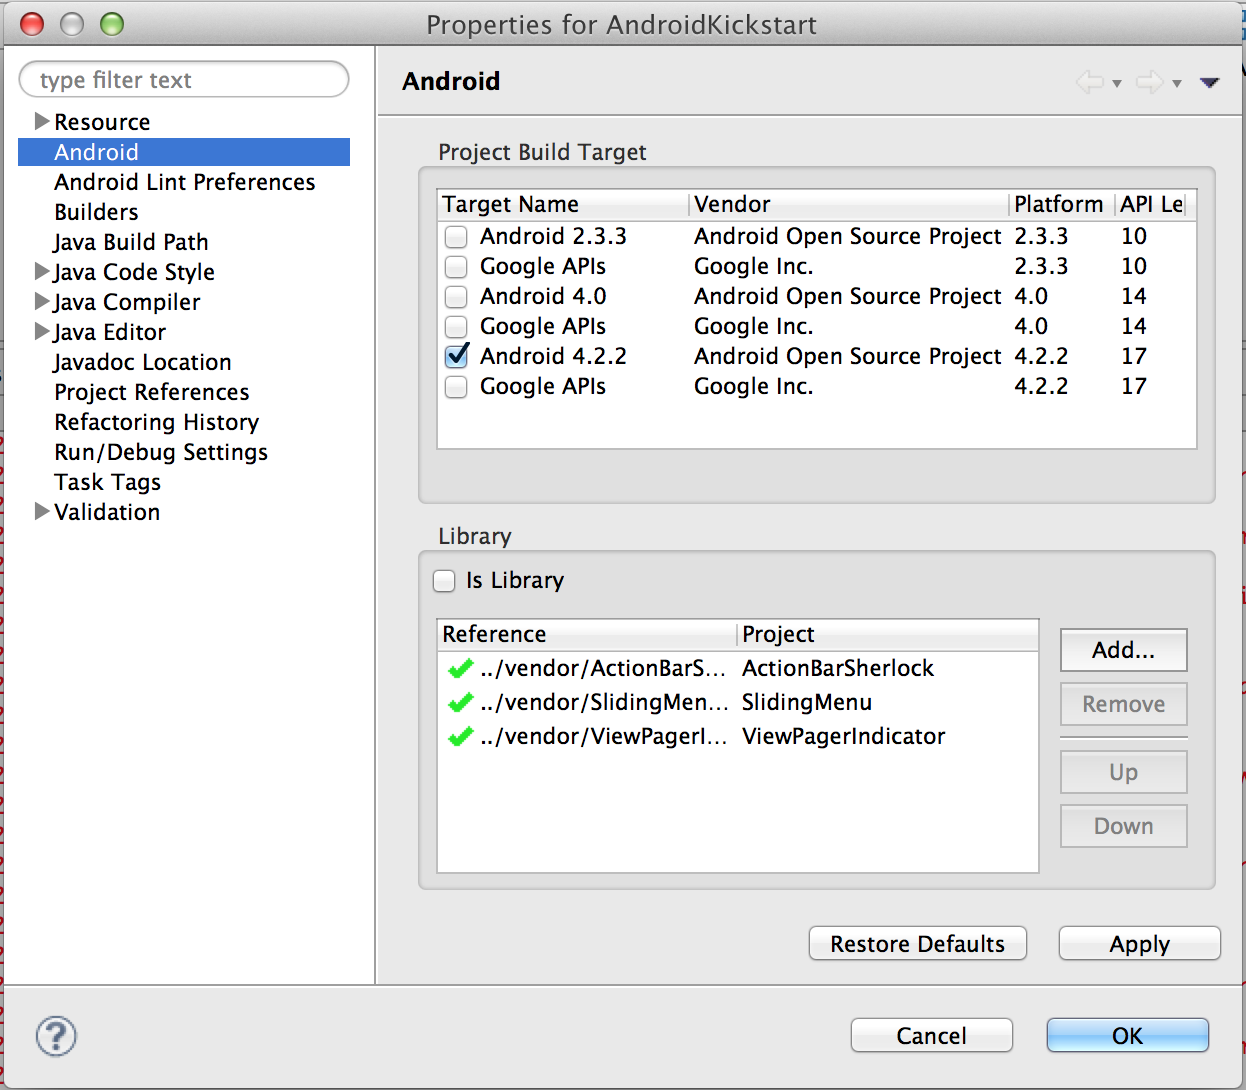 Properties for AndroidKickstart
type filter text
Resource
Android
Android Lint Preferences
Builders
Java Build Path
Java Code Style
Java Compiler
Java Editor
Javadoc Location
Project References
Refactoring History
Run/Debug Settings
Task Tags
Validation
Android
Project Build Target
Target Name Vendor Platform API Le
Android 2.3.3 Android Open Source Project 2.3.3 10
Google APIs Google Inc. 2.3.3 10
Android 4.0 Android Open Source Project 4.0 14
Google APIs Google Inc. 4.0 14
Android 4.2.2 Android Open Source Project 4.2.2 17
Google APIs Google Inc. 4.2.2 17
Library
Is Library
Reference Project
../vendor/ActionBarS... ActionBarSherlock
../vendor/SlidingMen... SlidingMenu
../vendor/ViewPagerI... ViewPagerIndicator
Add...
Remove
Up
Down
Restore Defaults Apply
? Cancel OK